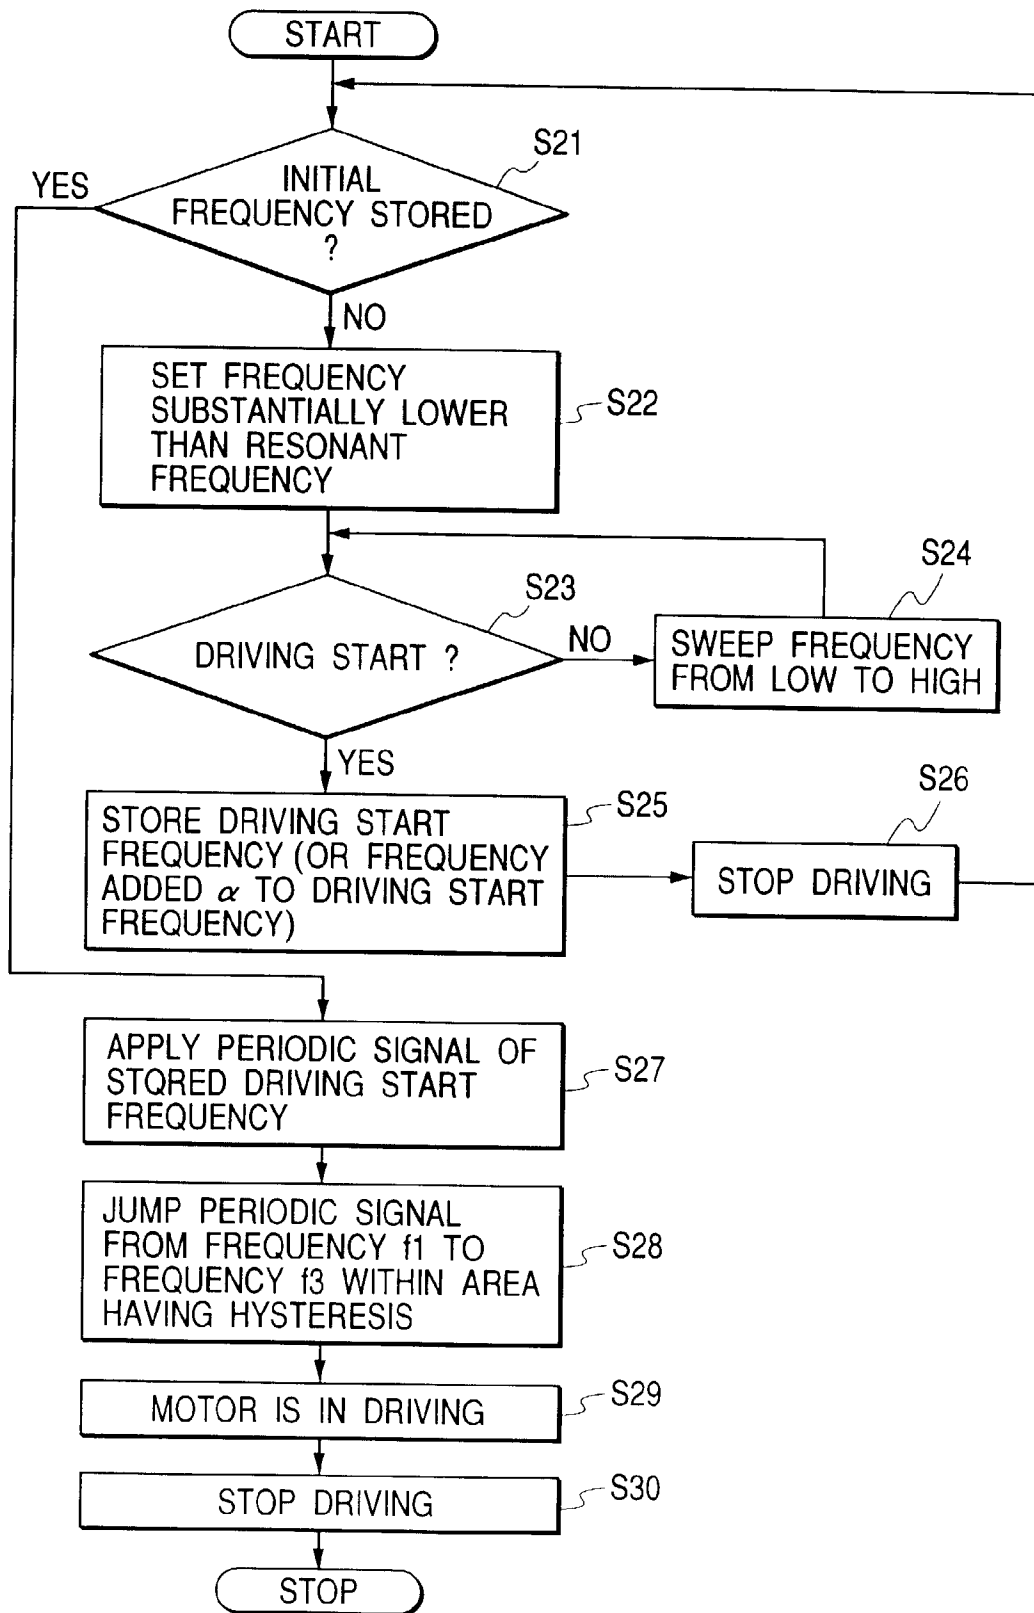 START
S21
YES
INITIAL
FREQUENCY STORED
?
NO
SET FREQUENCY
SUBSTANTIALLY LOWER
THAN RESONANT
FREQUENCY
S22
S23
S24
DRIVING START ?
NO
SWEEP FREQUENCY
FROM LOW TO HIGH
YES
STORE DRIVING START
FREQUENCY (OR FREQUENCY
ADDED α TO DRIVING START
FREQUENCY)
S25
S26
STOP DRIVING
APPLY PERIODIC SIGNAL OF
STORED DRIVING START
FREQUENCY
S27
JUMP PERIODIC SIGNAL
FROM FREQUENCY f1 TO
FREQUENCY f3 WITHIN AREA
HAVING HYSTERESIS
S28
MOTOR IS IN DRIVING
S29
STOP DRIVING
S30
STOP